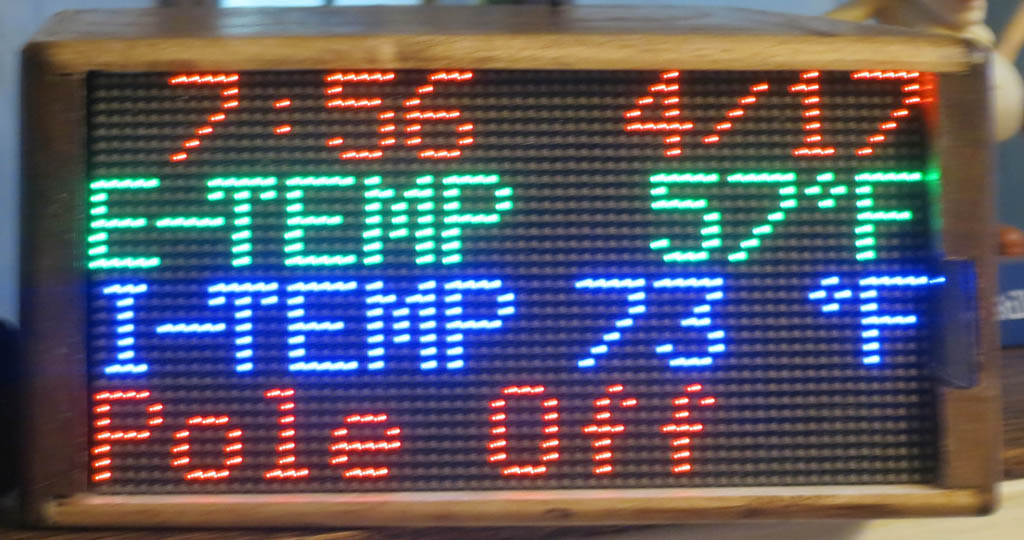 7:56 4/17
E-TEMP 57°F
I-TEMP 73 °F
Pole Off